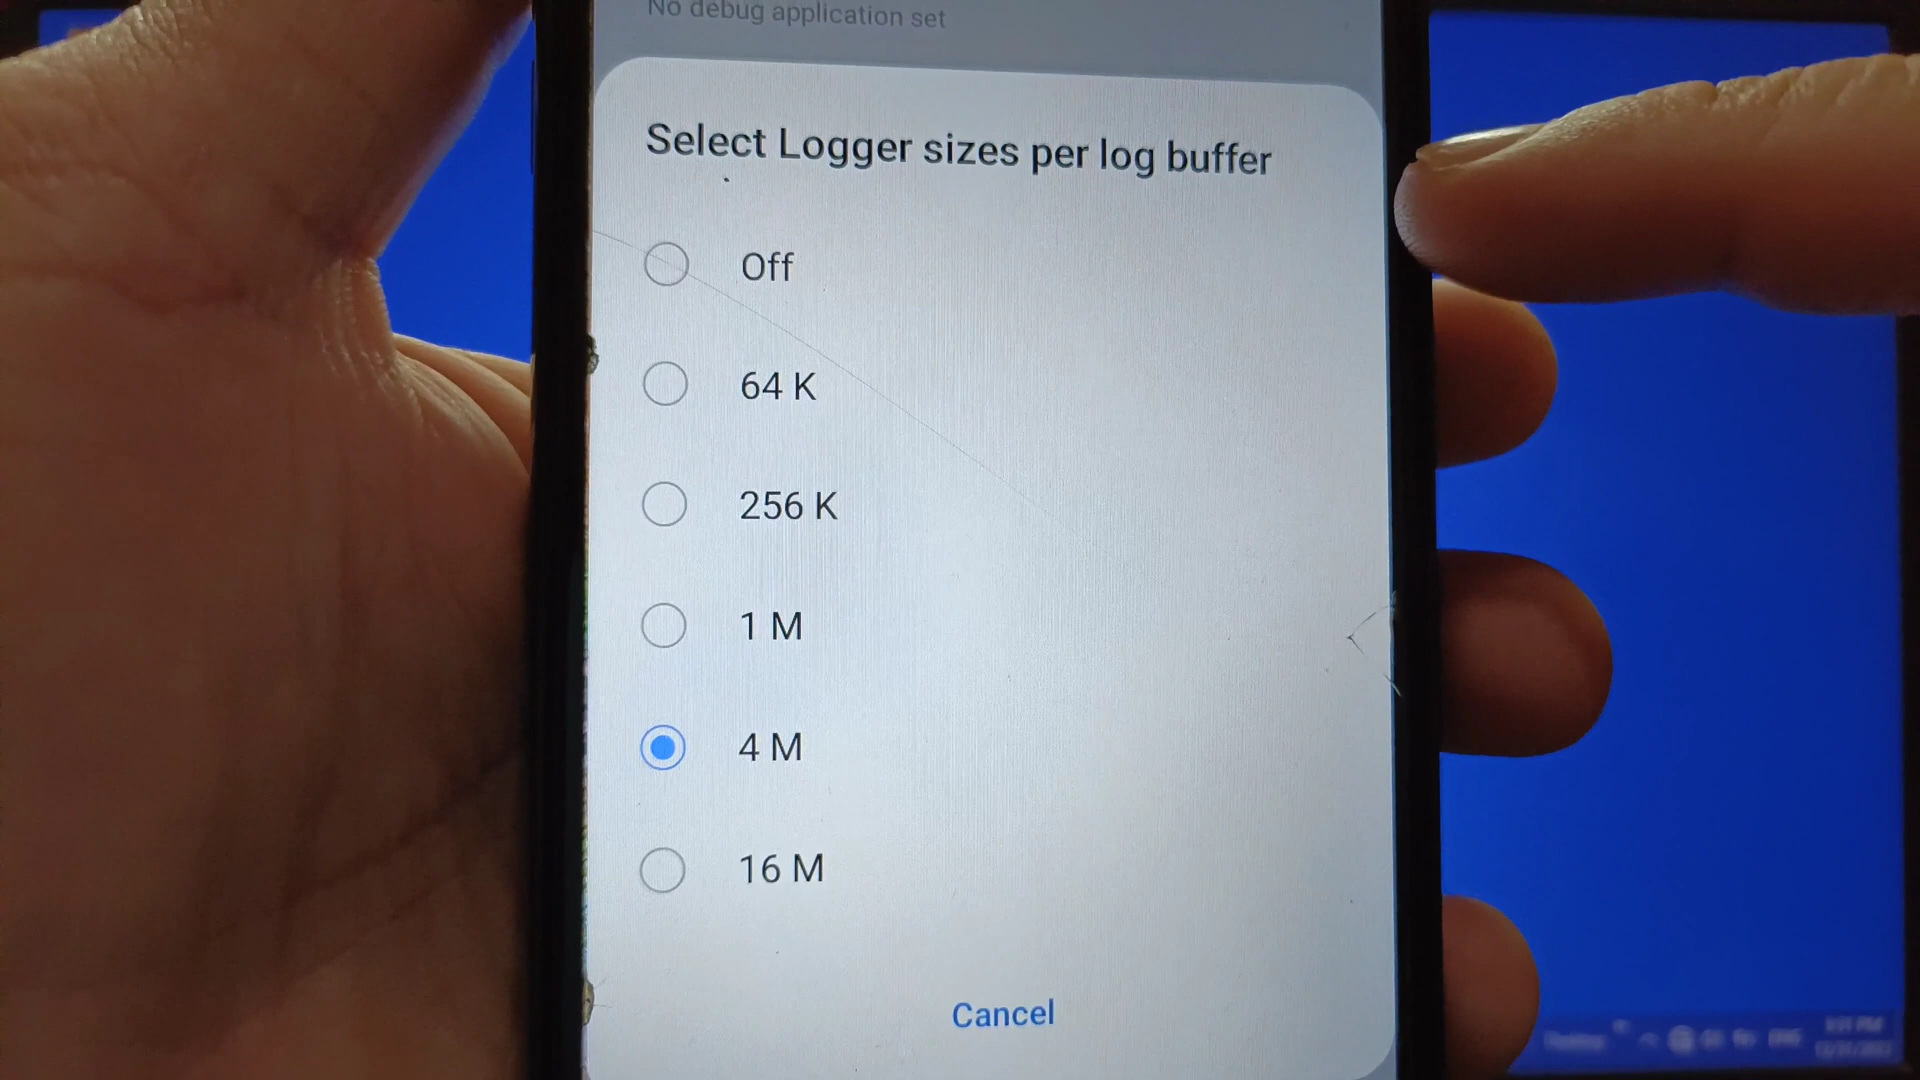 No debug application set
Select Logger sizes per log buffer
Off
64 K
256 K
1 M
4 M
16 M
Cancel